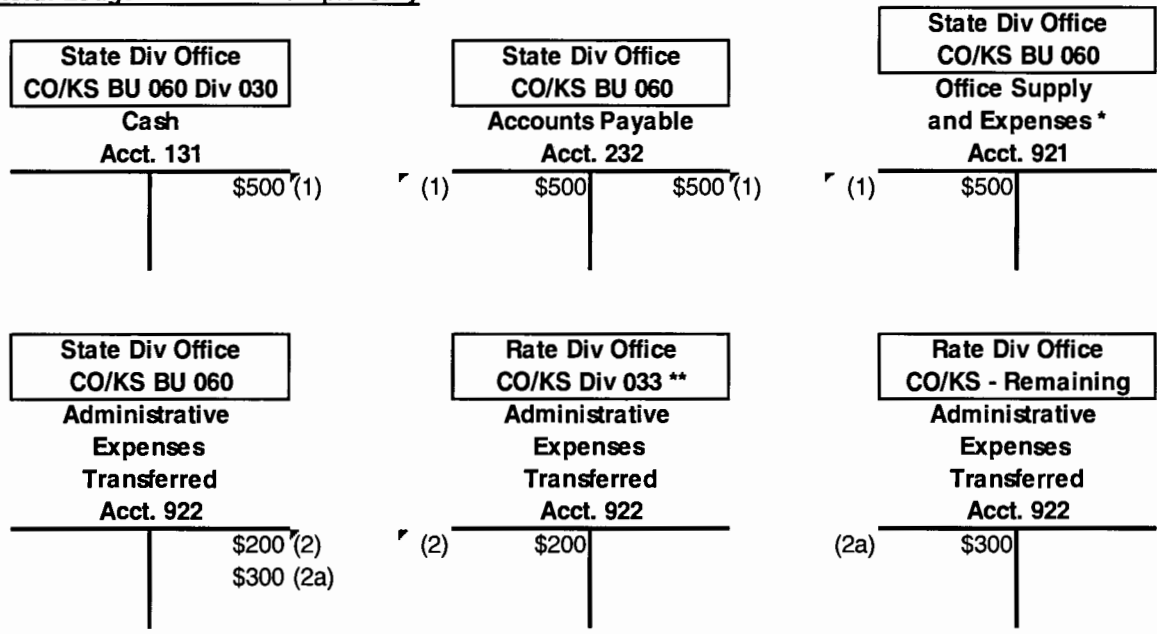 State Div Office
CO/KS BU 060 Div 030
Cash
Acct. 131
$500 (1)
State Div Office
CO/KS BU 060
Accounts Payable
Acct. 232
(1) $500 $500 (1)
State Div Office
CO/KS BU 060
Office Supply
and Expenses *
Acct. 921
(1) $500
State Div Office
CO/KS BU 060
Administrative
Expenses
Transferred
Acct. 922
$200 (2)
$300 (2a)
Rate Div Office
CO/KS Div 033 **
Administrative
Expenses
Transferred
Acct. 922
(2) $200
Rate Div Office
CO/KS - Remaining
Administrative
Expenses
Transferred
Acct. 922
(2a) $300